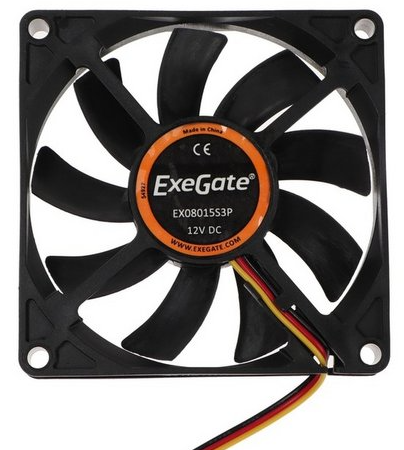 Made in China
CE
ExeGate®
EX08015S3P
12V DC
WWW.EXEGATE.COM